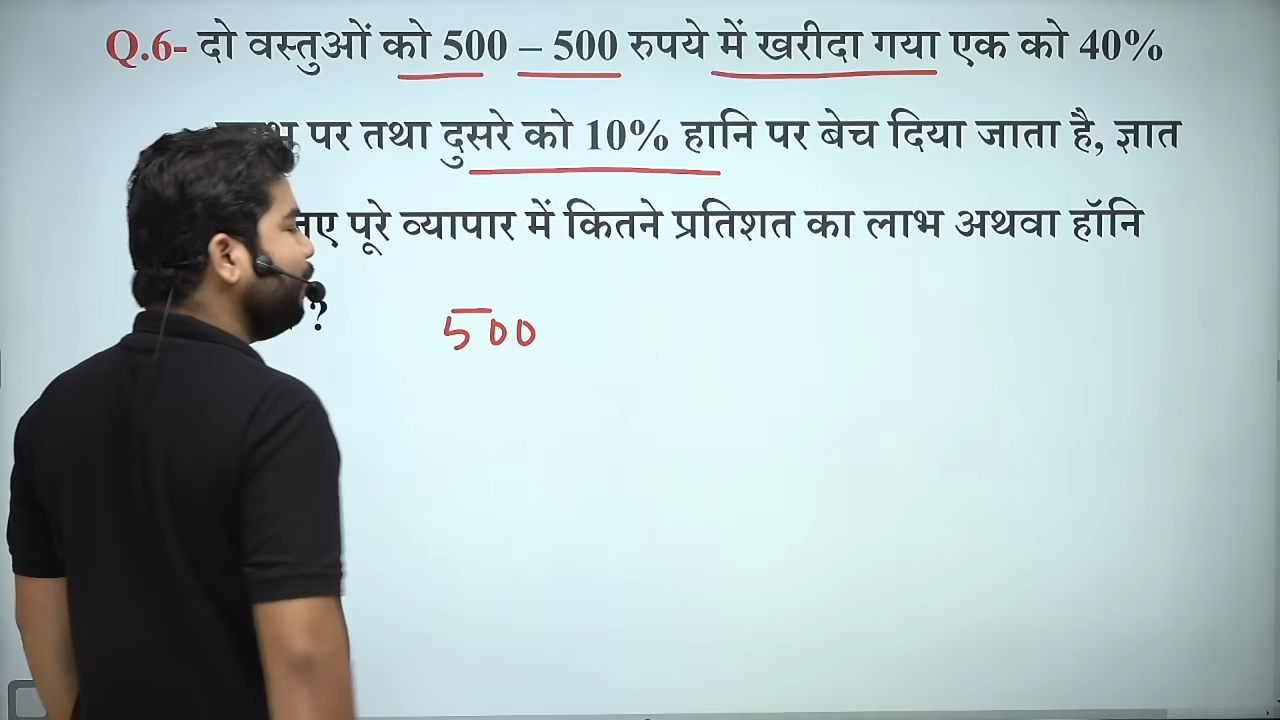 Q.6- दो वस्तुओं को 500 – 500 रुपये में खरीदा गया एक को 40%
पर तथा दुसरे को 10% हानि पर बेच दिया जाता है, ज्ञात
पूरे व्यापार में कितने प्रतिशत का लाभ अथवा हॉनि
?
500